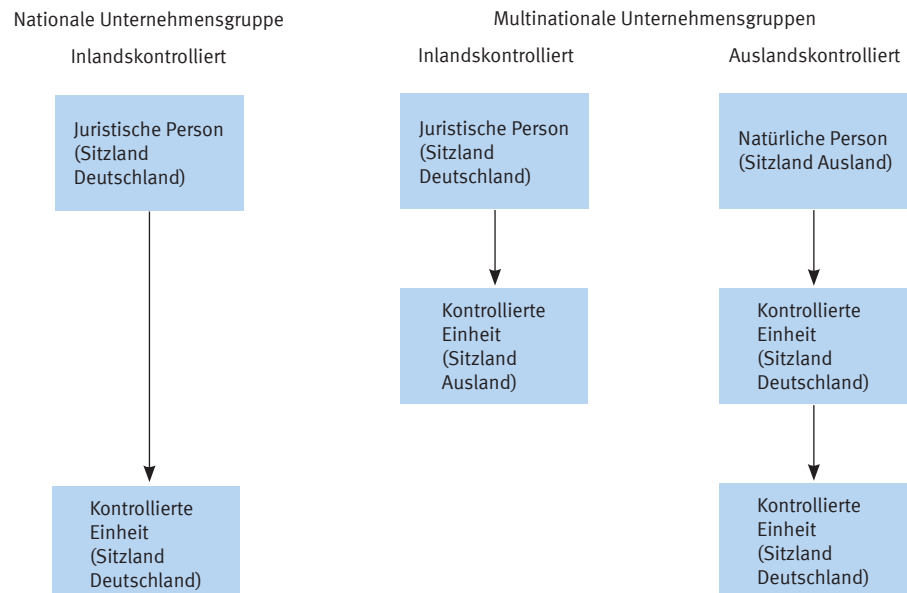 Nationale Unternehmensgruppe
Multinationale Unternehmensgruppen
Inlandskontrolliert
Inlandskontrolliert
Auslandskontrolliert
Juristische Person
(Sitzland
Deutschland)
Juristische Person
(Sitzland
Deutschland)
Natürliche Person
(Sitzland Ausland)
Kontrollierte
Einheit
(Sitzland
Ausland)
Kontrollierte
Einheit
(Sitzland
Deutschland)
Kontrollierte
Einheit
(Sitzland
Deutschland)
Kontrollierte
Einheit
(Sitzland
Deutschland)